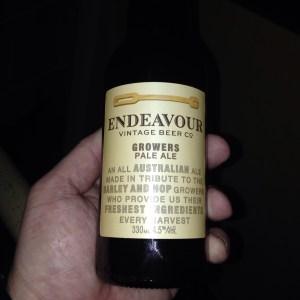 ENDEAVOUR
VINTAGE BEER CO
GROWERS
PALE ALE
AN ALL AUSTRALIAN ALE
MADE IN TRIBUTE TO THE
BARLEY AND HOP GROWERS
WHO PROVIDE US THEIR
FRESHEST INGREDIENTS
EVERY HARVEST
330ml 4.5%